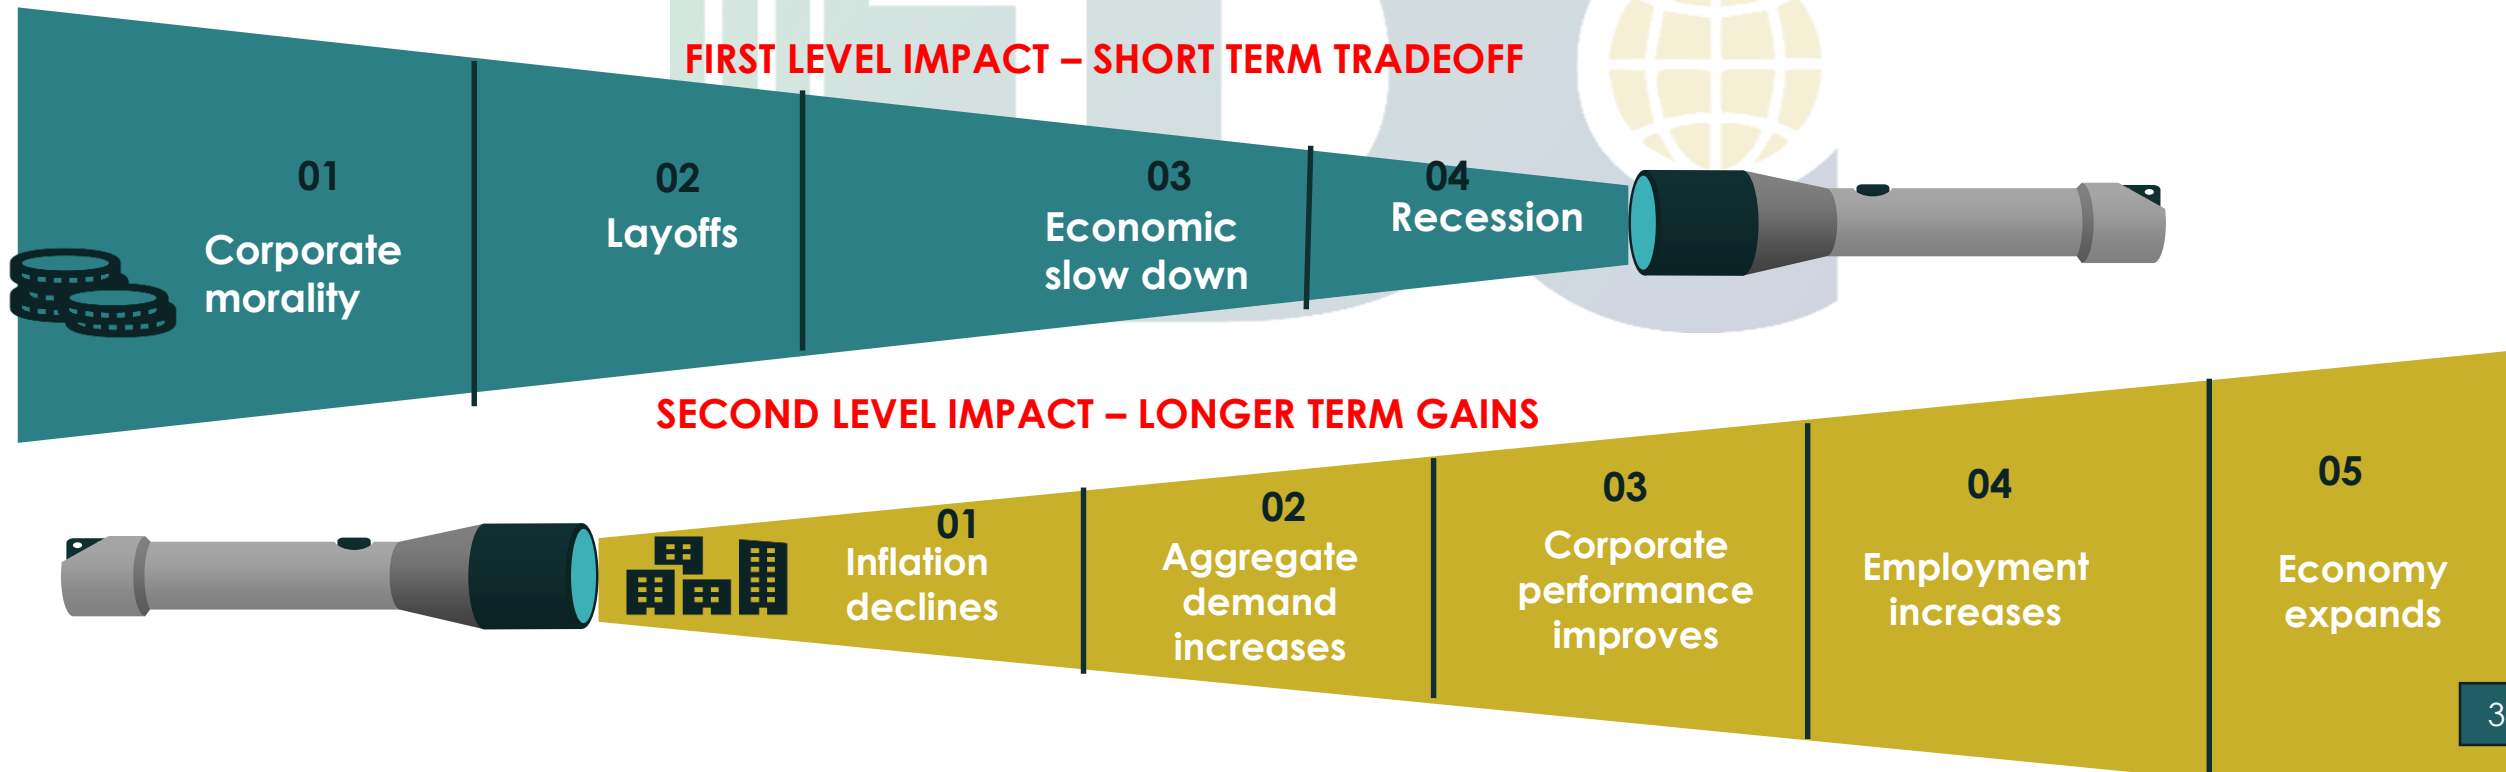 FIRST LEVEL IMPACT – SHORT TERM TRADEOFF
01
Corporate
morality
02
Layoffs
03
Economic
slow down
04
Recession
SECOND LEVEL IMPACT – LONGER TERM GAINS
01
Inflation
declines
02
Aggregate
demand
increases
03
Corporate
performance
improves
04
Employment
increases
05
Economy
expands
3